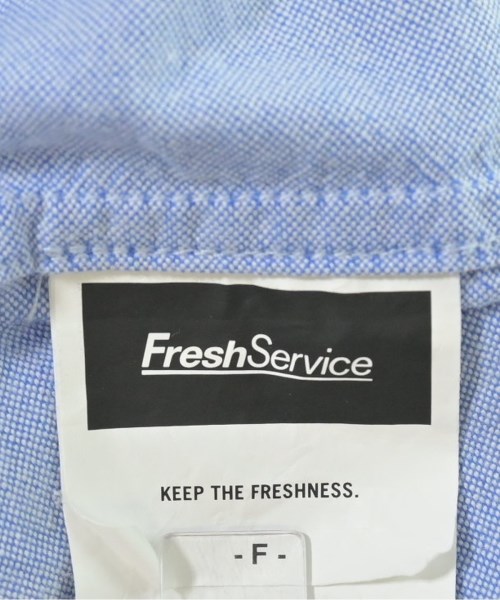 FreshService
KEEP THE FRESHNESS.
- F -